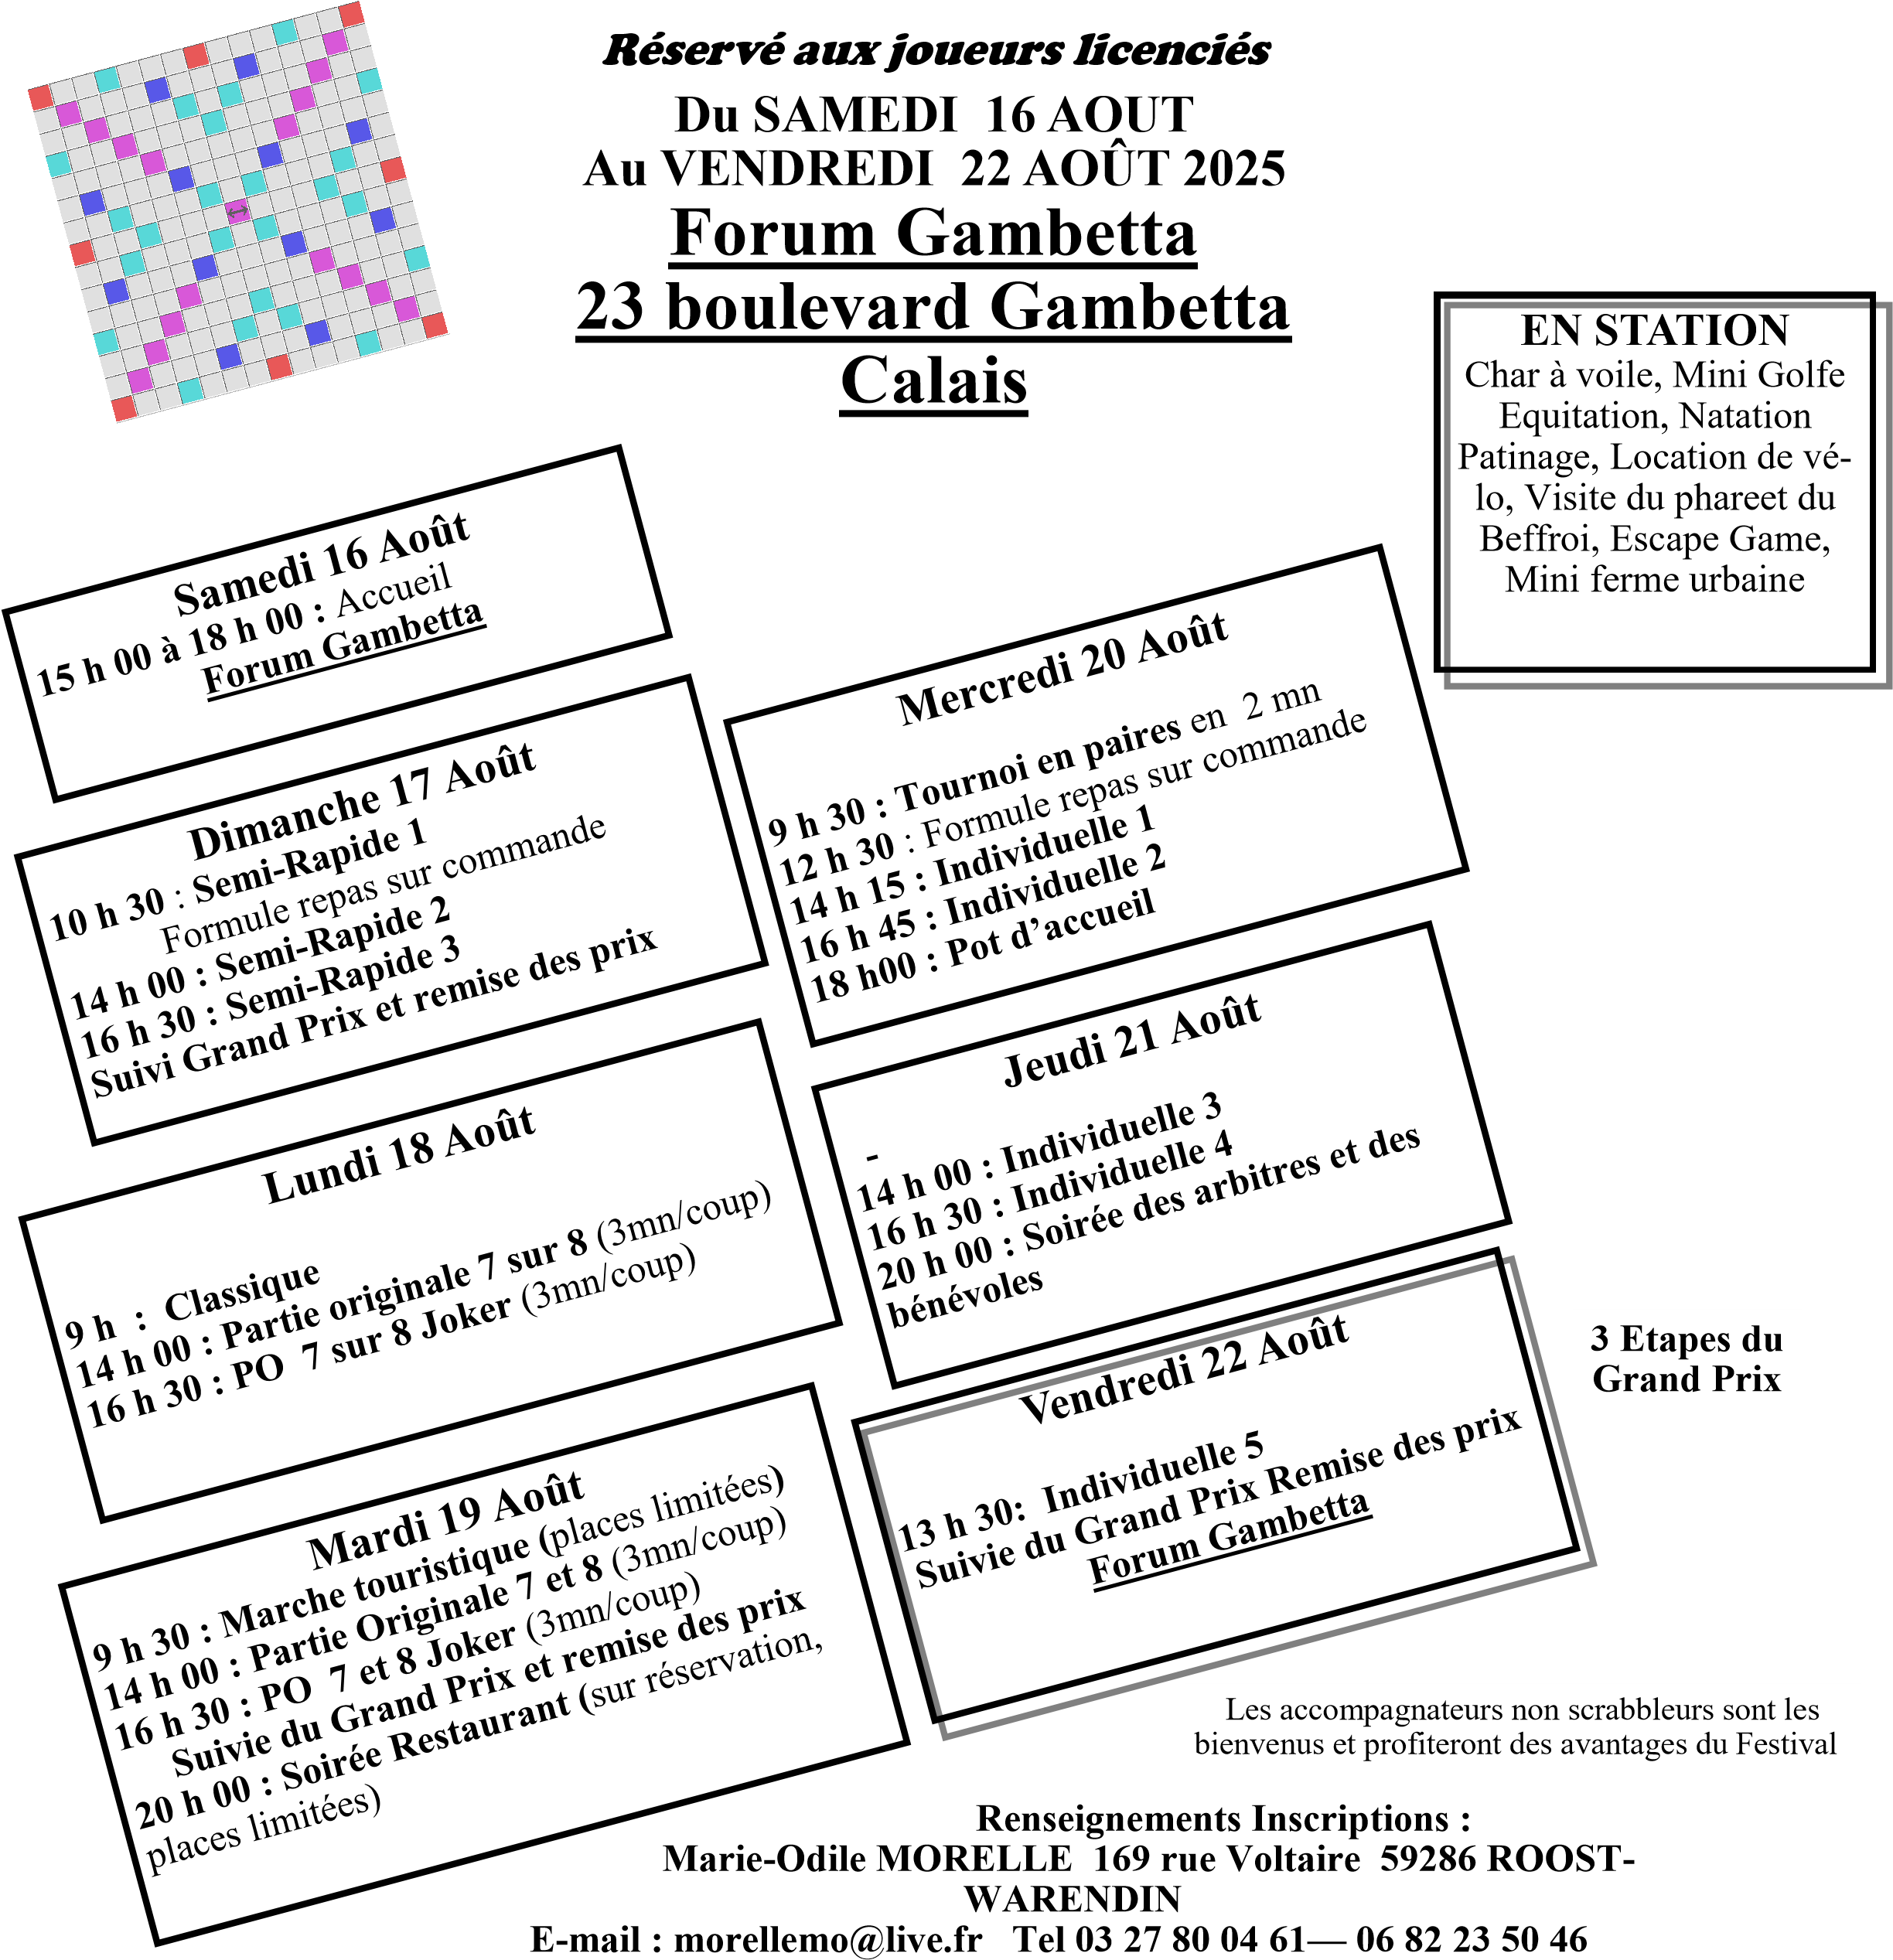 Réservé aux joueurs licenciés
Du SAMEDI  16 AOUT
Au VENDREDI  22 AOÛT 2025
Forum Gambetta
23 boulevard Gambetta
Calais
EN STATION
Char à voile, Mini Golfe
Equitation, Natation
Patinage, Location de vé-
lo, Visite du phareet du
Beffroi, Escape Game,
Mini ferme urbaine
Samedi 16 Août
15 h 00 à 18 h 00 : Accueil
Forum Gambetta
Dimanche 17 Août
10 h 30 : Semi-Rapide 1
Formule repas sur commande
14 h 00 : Semi-Rapide 2
16 h 30 : Semi-Rapide 3
Suivi Grand Prix et remise des prix
Lundi 18 Août
9 h  :  Classique
14 h 00 : Partie originale 7 sur 8 (3mn/coup)
16 h 30 : PO  7 sur 8 Joker (3mn/coup)
Mardi 19 Août
9 h 30 : Marche touristique (places limitées)
14 h 00 : Partie Originale 7 et 8 (3mn/coup)
16 h 30 : PO  7 et 8 Joker (3mn/coup)
Suivie du Grand Prix et remise des prix
20 h 00 : Soirée Restaurant (sur réservation,
places limitées)
Mercredi 20 Août
9 h 30 : Tournoi en paires en  2 mn
12 h 30 : Formule repas sur commande
14 h 15 : Individuelle 1
16 h 45 : Individuelle 2
18 h00 : Pot d’accueil
Jeudi 21 Août
-
14 h 00 : Individuelle 3
16 h 30 : Individuelle 4
20 h 00 : Soirée des arbitres et des
bénévoles
Vendredi 22 Août
13 h 30:  Individuelle 5
Suivie du Grand Prix Remise des prix
Forum Gambetta
3 Etapes du
Grand Prix
Les accompagnateurs non scrabbleurs sont les
bienvenus et profiteront des avantages du Festival
Renseignements Inscriptions :
Marie-Odile MORELLE  169 rue Voltaire  59286 ROOST-
WARENDIN
E-mail : morellemo@live.fr   Tel 03 27 80 04 61— 06 82 23 50 46